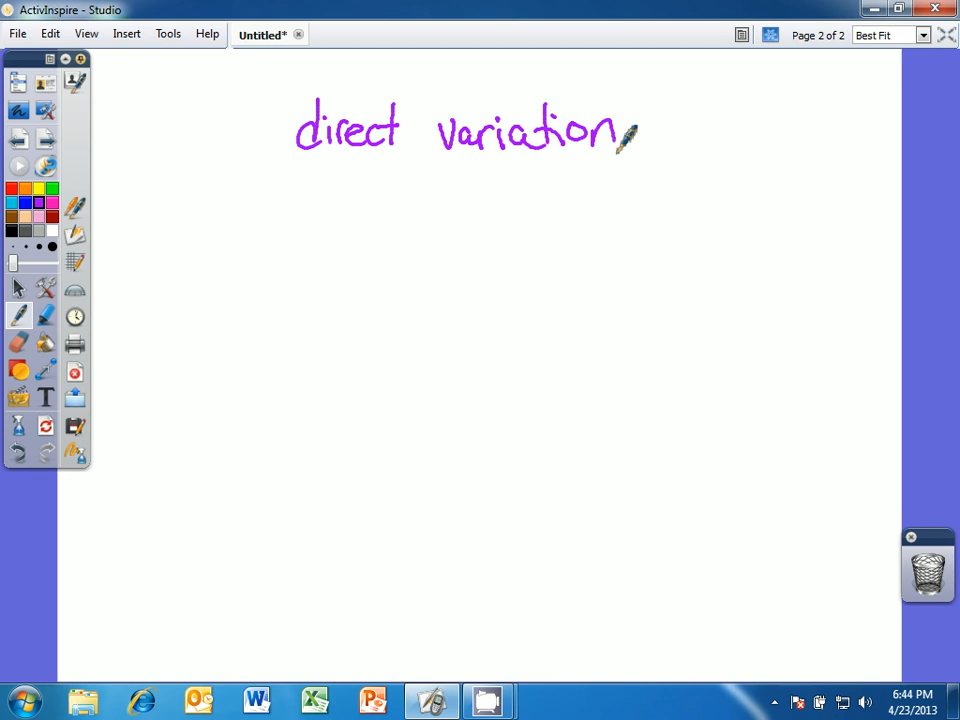 ActivInspire - Studio
File Edit View Insert Tools Help Untitled* Page 2 of 2 Best Fit
direct variation
T
6:44 PM
4/23/2013